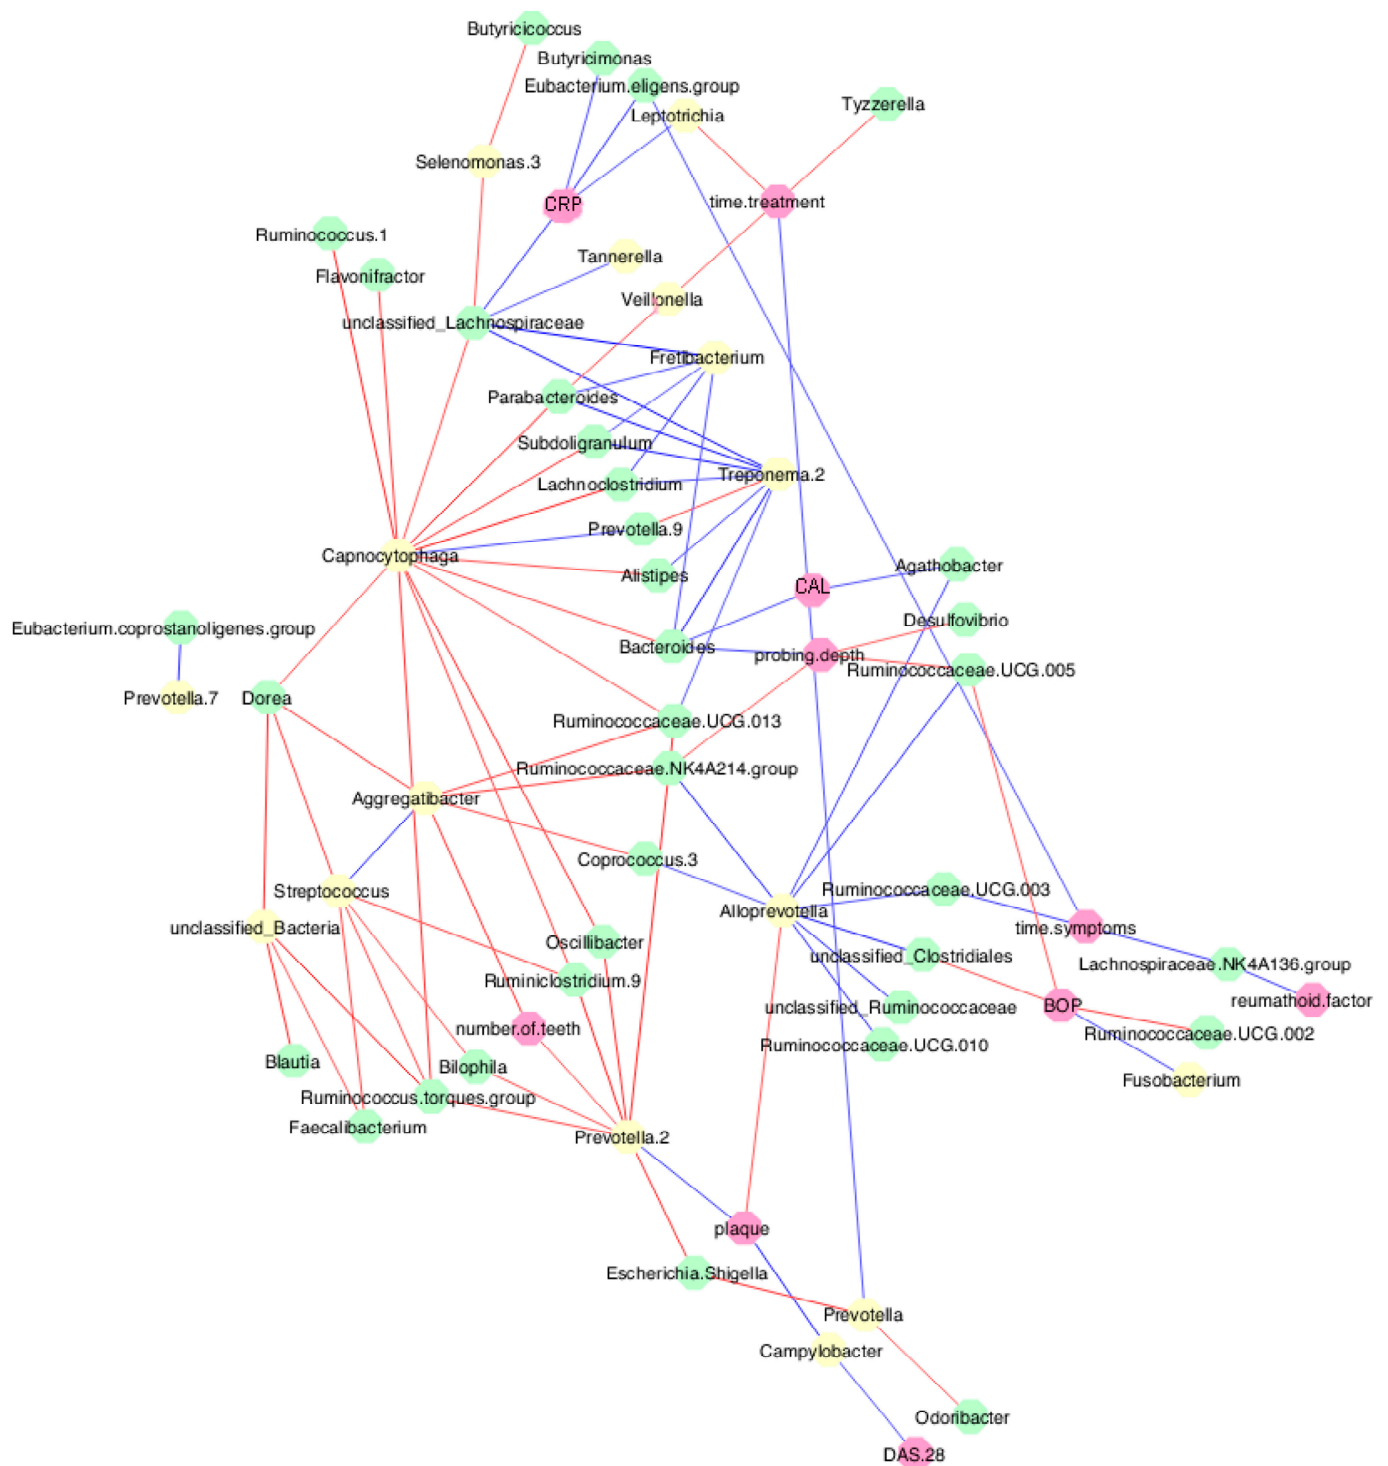 Butyricicoccus
Butyricimonas
Eubacterium.eligens.group
Tyzzerella
Leptotrichia
Selenomonas.3
CRP
time.treatment
Ruminococcus.1
Tannerella
Flavonifractor
Veillonella
unclassified_Lachnospiraceae
Fretibacterium
Parabacteroides
Subdoligranulum
Treponema.2
Lachnoclostridium
Prevotella.9
Capnocytophaga
Agathobacter
Alistipes
CAL
Desulfovibrio
Eubacterium.coprostanoligenes.group
Bacteroides
probing.depth
Ruminococcaceae.UCG.005
Prevotella.7
Dorea
Ruminococcaceae.UCG.013
Ruminococcaceae.NK4A214.group
Aggregatibacter
Coprococcus.3
Streptococcus
Ruminococcaceae.UCG.003
Alloprevotella
unclassified_Bacteria
time.symptoms
Oscillibacter
unclassified_Clostridiales
Lachnospiraceae.NK4A136.group
Ruminiclostridium.9
reumathoid.factor
unclassified_Ruminococcaceae
BOP
number.of.teeth
Ruminococcaceae.UCG.002
Ruminococcaceae.UCG.010
Blautia
Bilophila
Fusobacterium
Ruminococcus.torques.group
Faecalibacterium
Prevotella.2
plaque
Escherichia.Shigella
Prevotella
Campylobacter
Odoribacter
DAS.28